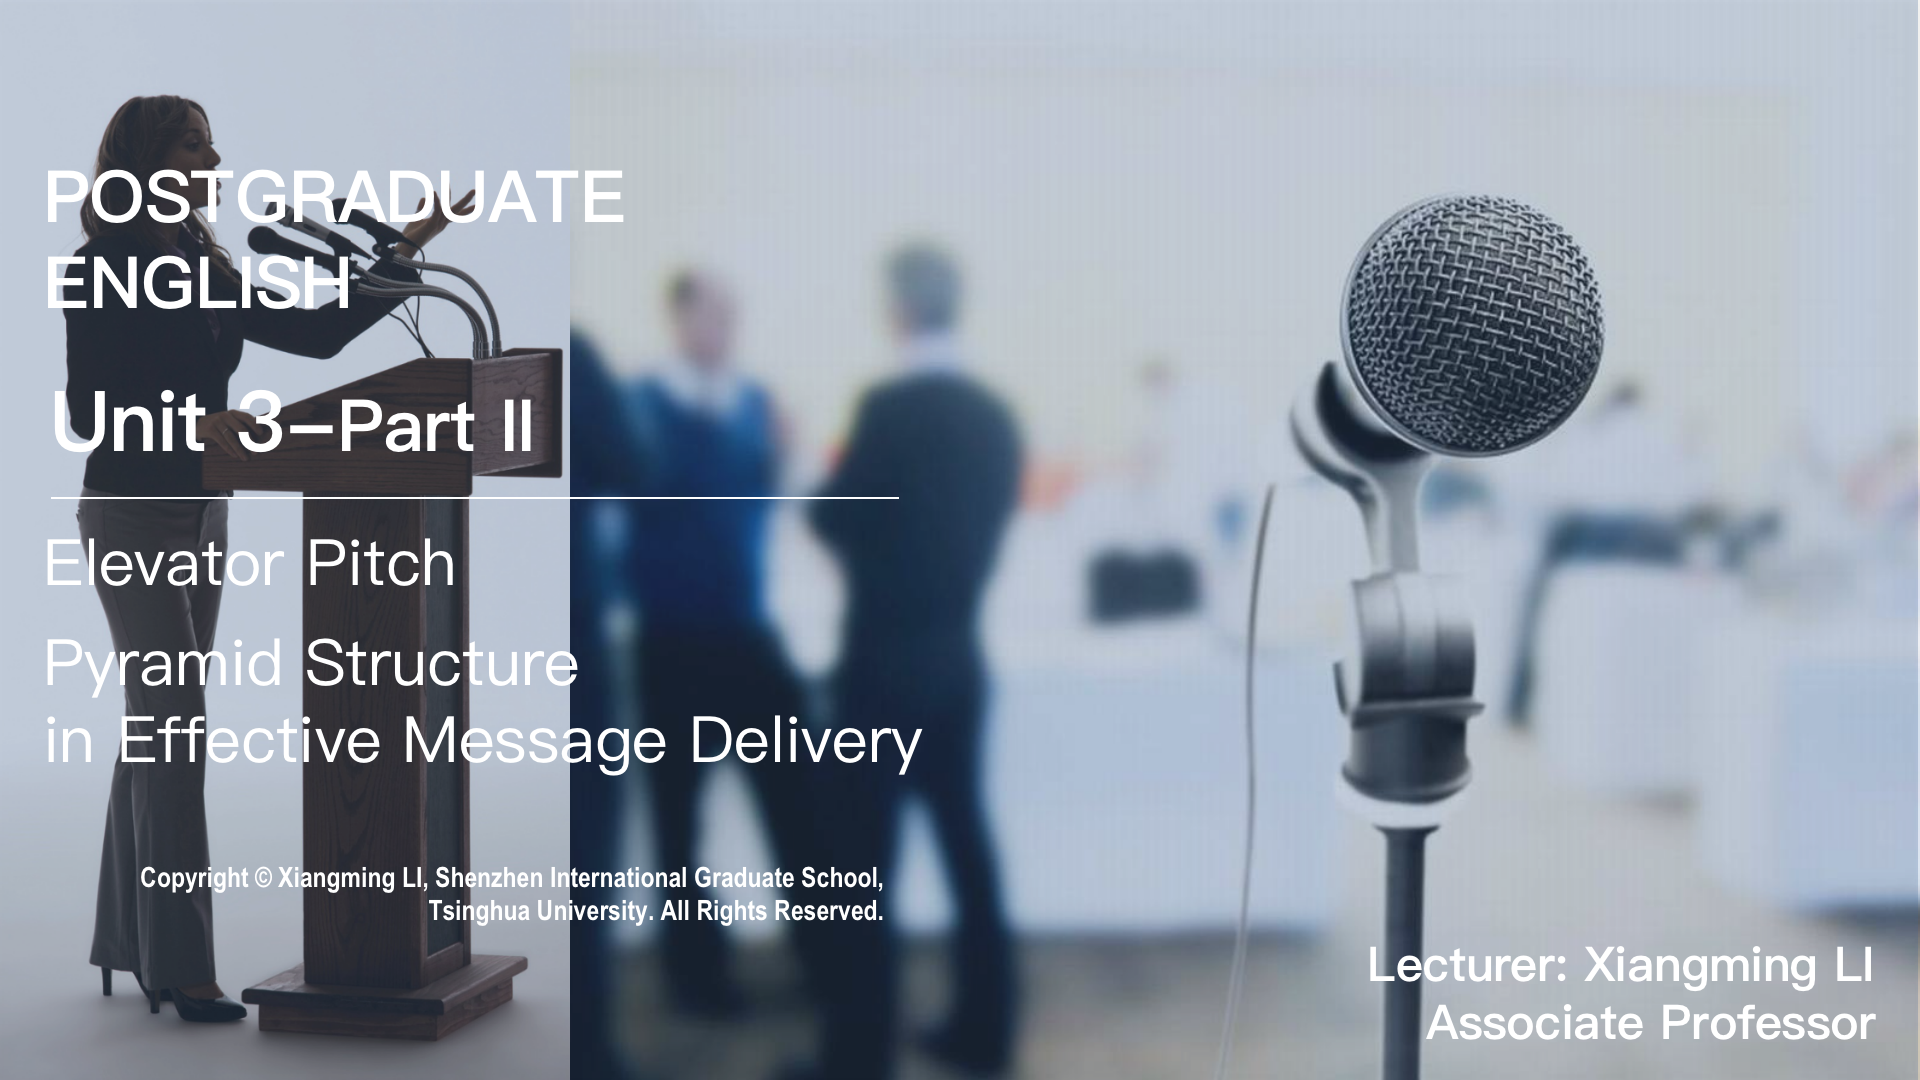 POSTGRADUATE
ENGLISH
Unit 3–Part II
Elevator Pitch
Pyramid Structure
in Effective Message Delivery
Copyright © Xiangming LI, Shenzhen International Graduate School,
Tsinghua University. All Rights Reserved.
Lecturer: Xiangming LI
Associate Professor